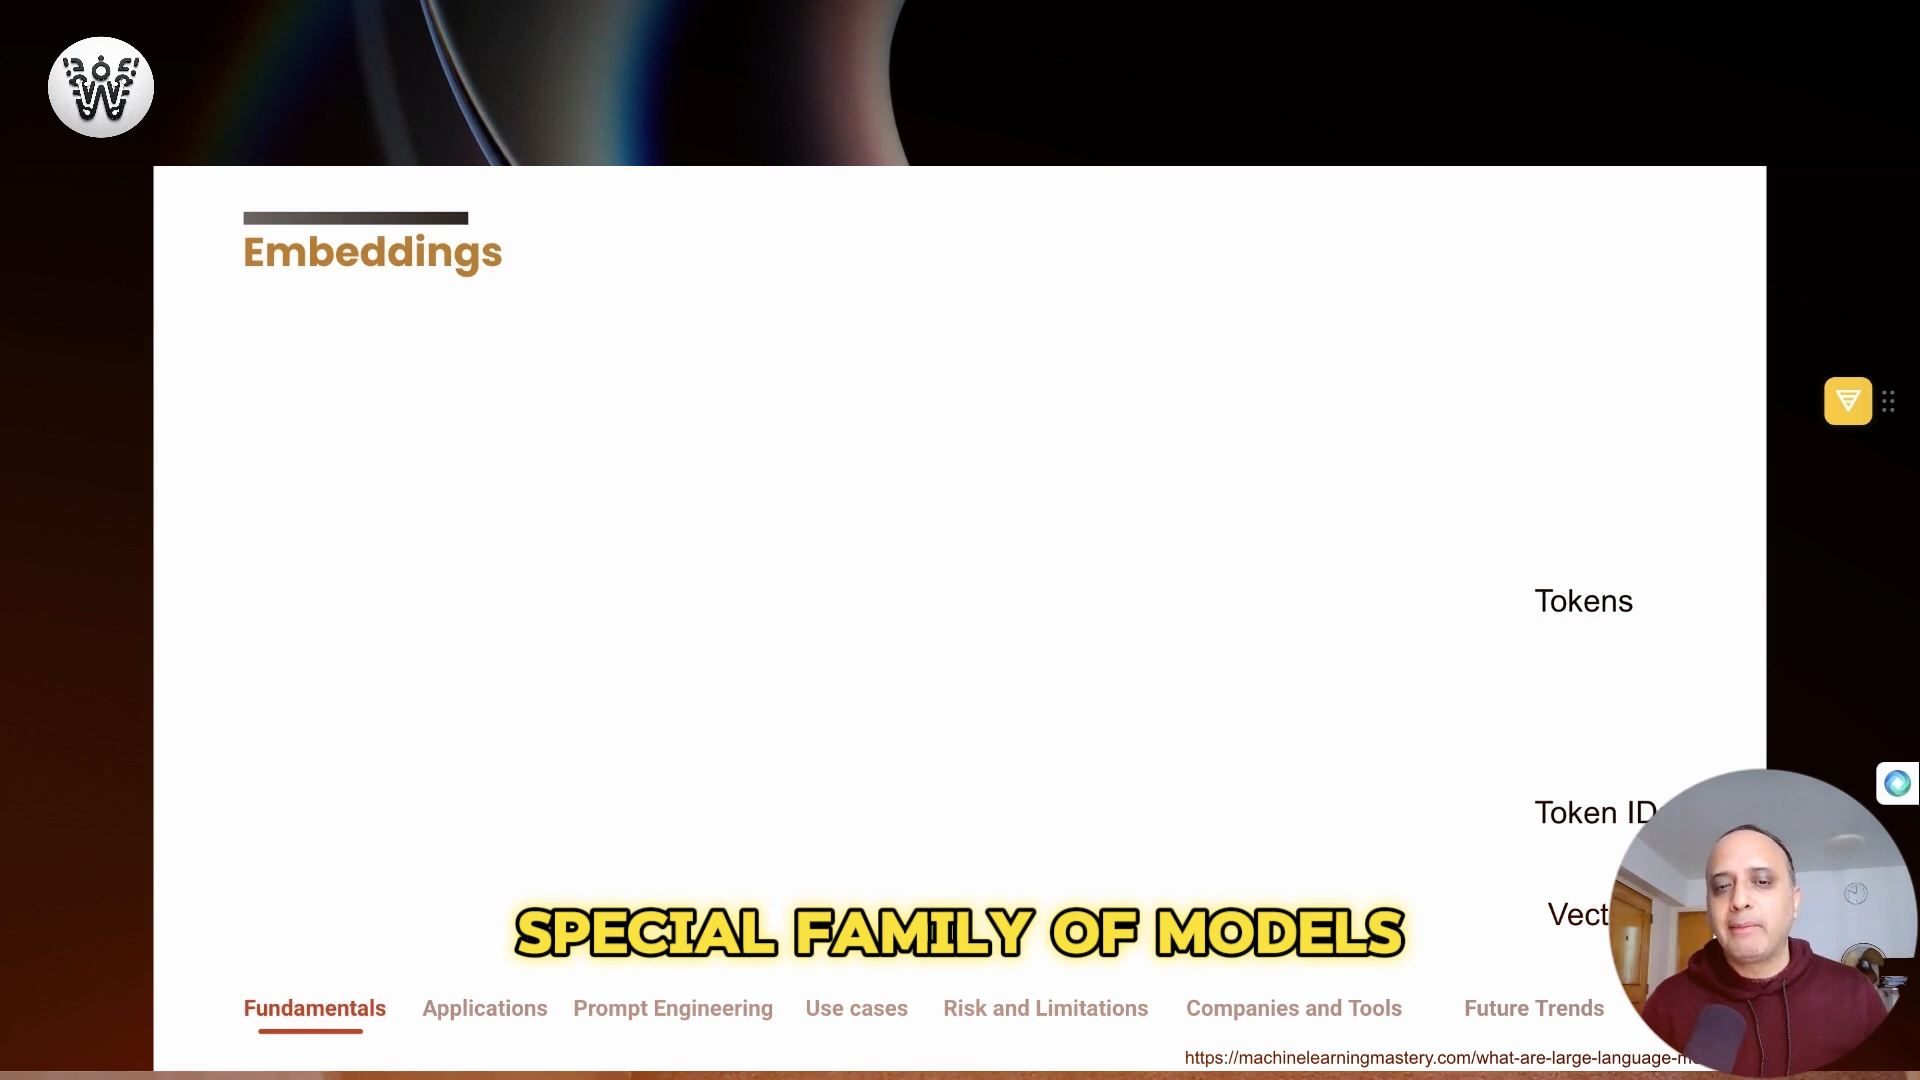 Embeddings
Tokens
Token ID
Vect
SPECIAL FAMILY OF MODELS
Fundamentals Applications Prompt Engineering Use cases Risk and Limitations Companies and Tools Future Trends
https://machinelearningmastery.com/what-are-large-language-m